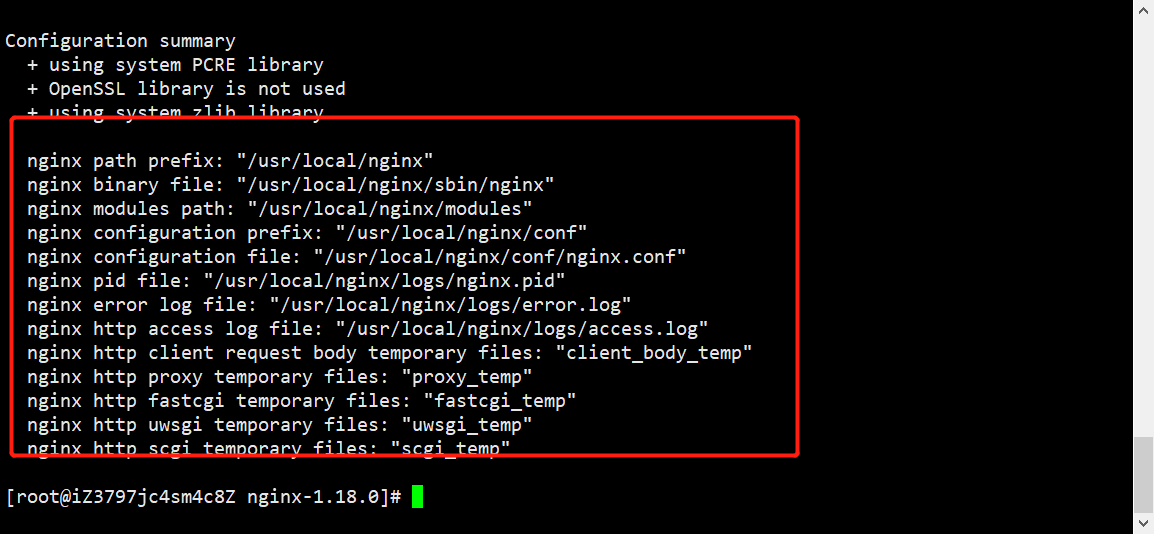 Configuration summary
+ using system PCRE library
+ OpenSSL library is not used
+ using system zlib library
nginx path prefix: "/usr/local/nginx"
nginx binary file: "/usr/local/nginx/sbin/nginx"
nginx modules path: "/usr/local/nginx/modules"
nginx configuration prefix: "/usr/local/nginx/conf"
nginx configuration file: "/usr/local/nginx/conf/nginx.conf"
nginx pid file: "/usr/local/nginx/logs/nginx.pid"
nginx error log file: "/usr/local/nginx/logs/error.log"
nginx http access log file: "/usr/local/nginx/logs/access.log"
nginx http client request body temporary files: "client_body_temp"
nginx http proxy temporary files: "proxy_temp"
nginx http fastcgi temporary files: "fastcgi_temp"
nginx http uwsgi temporary files: "uwsgi_temp"
nginx http scgi temporary files: "scgi_temp"
[root@iZ3797jc4sm4c8Z nginx-1.18.0]#